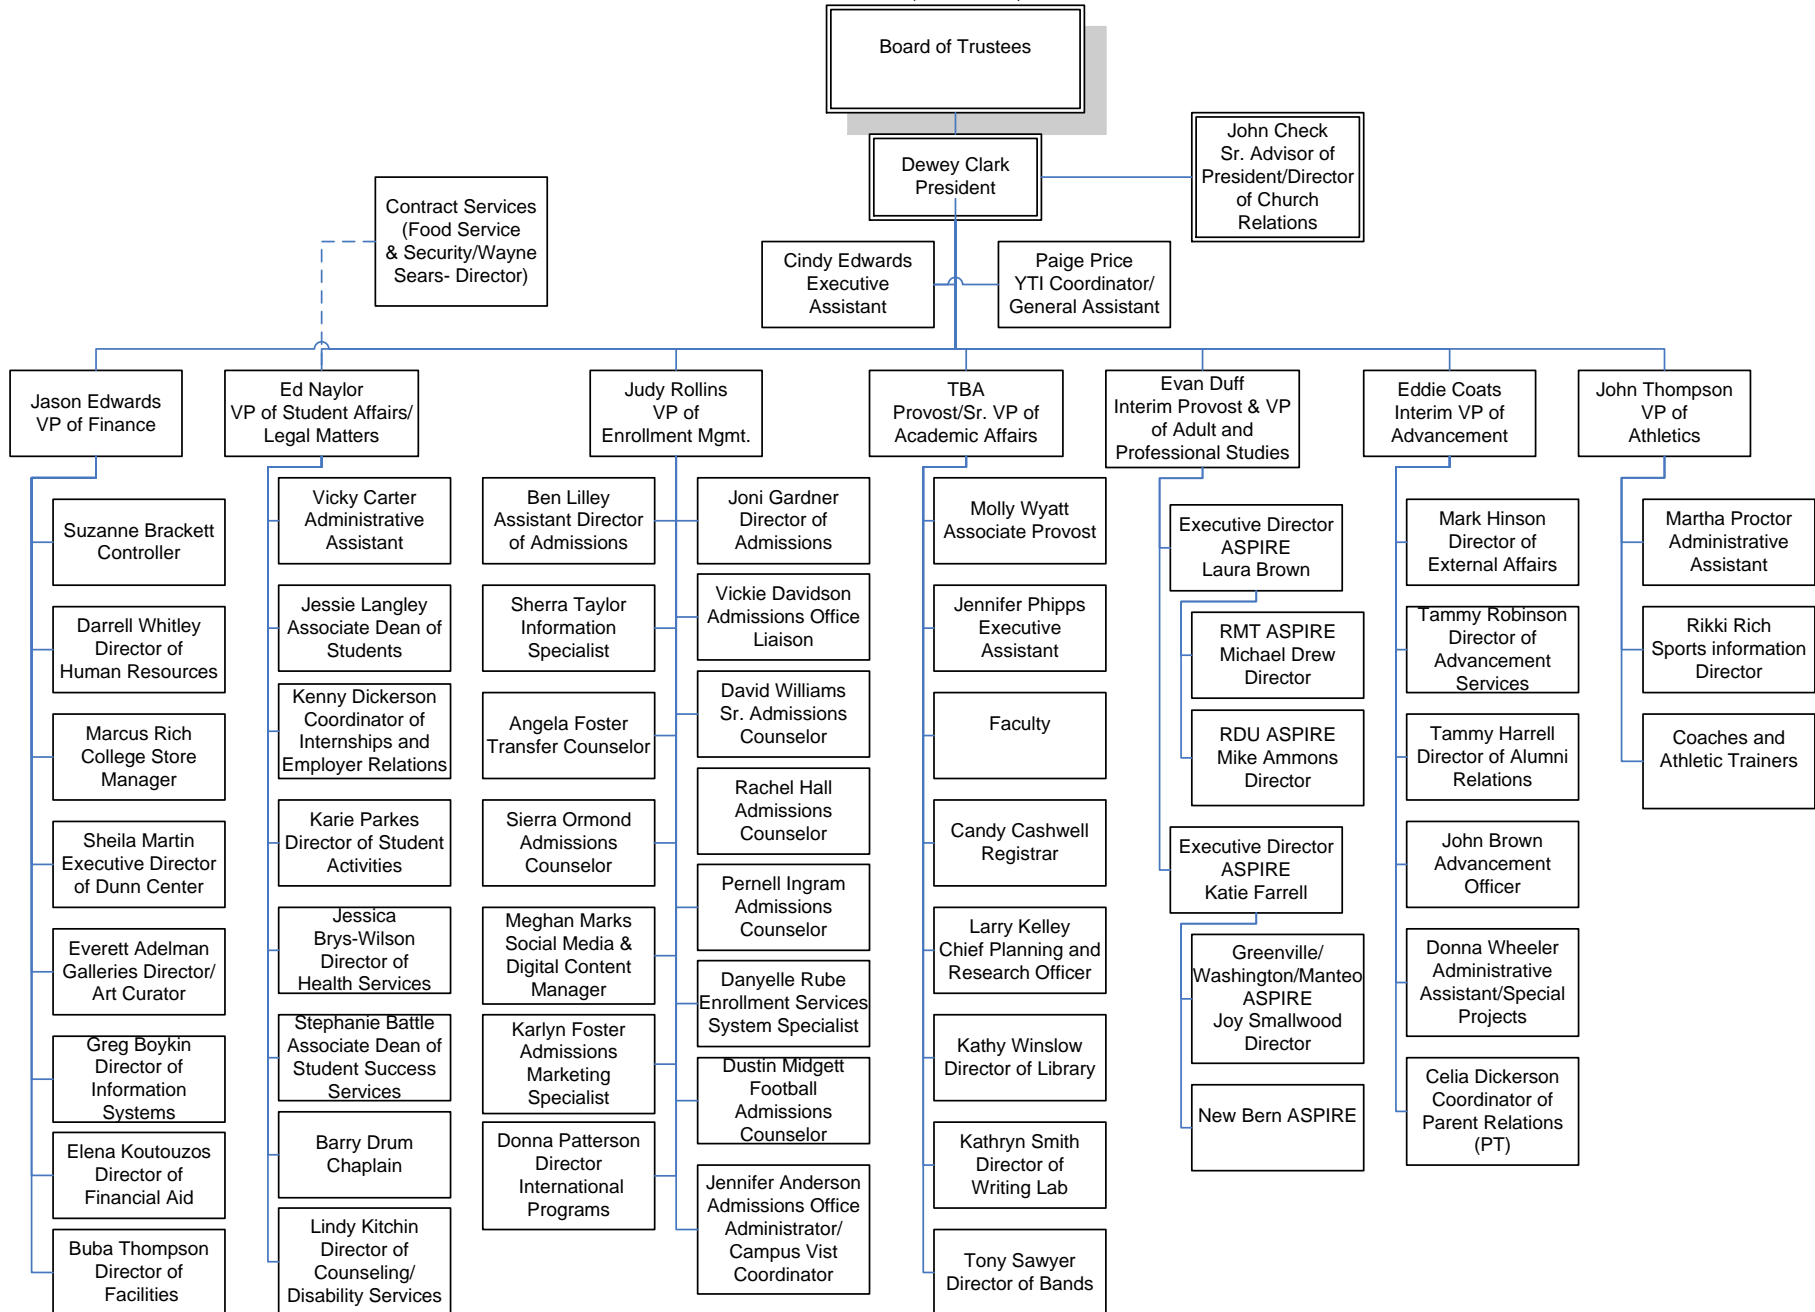 Board of Trustees
Dewey Clark
President
John Check
Sr. Advisor of
President/Director
of Church
Relations
Contract Services
(Food Service
& Security/Wayne
Sears- Director)
Cindy Edwards
Executive
Assistant
Paige Price
YTI Coordinator/
General Assistant
Jason Edwards
VP of Finance
Ed Naylor
VP of Student Affairs/
Legal Matters
Judy Rollins
VP of
Enrollment Mgmt.
TBA
Provost/Sr. VP of
Academic Affairs
Evan Duff
Interim Provost & VP
of Adult and
Professional Studies
Eddie Coats
Interim VP of
Advancement
John Thompson
VP of
Athletics
Suzanne Brackett
Controller
Darrell Whitley
Director of
Human Resources
Marcus Rich
College Store
Manager
Sheila Martin
Executive Director
of Dunn Center
Everett Adelman
Galleries Director/
Art Curator
Greg Boykin
Director of
Information
Systems
Elena Koutouzos
Director of
Financial Aid
Buba Thompson
Director of
Facilities
Vicky Carter
Administrative
Assistant
Jessie Langley
Associate Dean of
Students
Kenny Dickerson
Coordinator of
Internships and
Employer Relations
Karie Parkes
Director of Student
Activities
Jessica
Brys-Wilson
Director of
Health Services
Stephanie Battle
Associate Dean of
Student Success
Services
Barry Drum
Chaplain
Lindy Kitchin
Director of
Counseling/
Disability Services
Ben Lilley
Assistant Director
of Admissions
Sherra Taylor
Information
Specialist
Angela Foster
Transfer Counselor
Sierra Ormond
Admissions
Counselor
Meghan Marks
Social Media &
Digital Content
Manager
Karlyn Foster
Admissions
Marketing
Specialist
Donna Patterson
Director
International
Programs
Joni Gardner
Director of
Admissions
Vickie Davidson
Admissions Office
Liaison
David Williams
Sr. Admissions
Counselor
Rachel Hall
Admissions
Counselor
Pernell Ingram
Admissions
Counselor
Danyelle Rube
Enrollment Services
System Specialist
Dustin Midgett
Football
Admissions
Counselor
Jennifer Anderson
Admissions Office
Administrator/
Campus Vist
Coordinator
Molly Wyatt
Associate Provost
Jennifer Phipps
Executive
Assistant
Faculty
Candy Cashwell
Registrar
Larry Kelley
Chief Planning and
Research Officer
Kathy Winslow
Director of Library
Kathryn Smith
Director of
Writing Lab
Tony Sawyer
Director of Bands
Executive Director
ASPIRE
Laura Brown
RMT ASPIRE
Michael Drew
Director
RDU ASPIRE
Mike Ammons
Director
Executive Director
ASPIRE
Katie Farrell
Greenville/
Washington/Manteo
ASPIRE
Joy Smallwood
Director
New Bern ASPIRE
Mark Hinson
Director of
External Affairs
Tammy Robinson
Director of
Advancement
Services
Tammy Harrell
Director of Alumni
Relations
John Brown
Advancement
Officer
Donna Wheeler
Administrative
Assistant/Special
Projects
Celia Dickerson
Coordinator of
Parent Relations
(PT)
Martha Proctor
Administrative
Assistant
Rikki Rich
Sports information
Director
Coaches and
Athletic Trainers